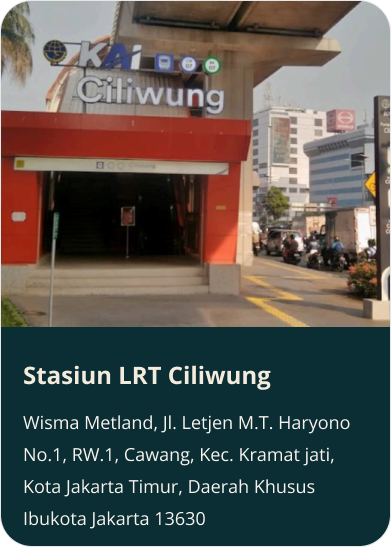 KAI
Ciliwung
Ciliwung
Stasiun LRT Ciliwung
Wisma Metland, Jl. Letjen M.T. Haryono
No.1, RW.1, Cawang, Kec. Kramat jati,
Kota Jakarta Timur, Daerah Khusus
Ibukota Jakarta 13630